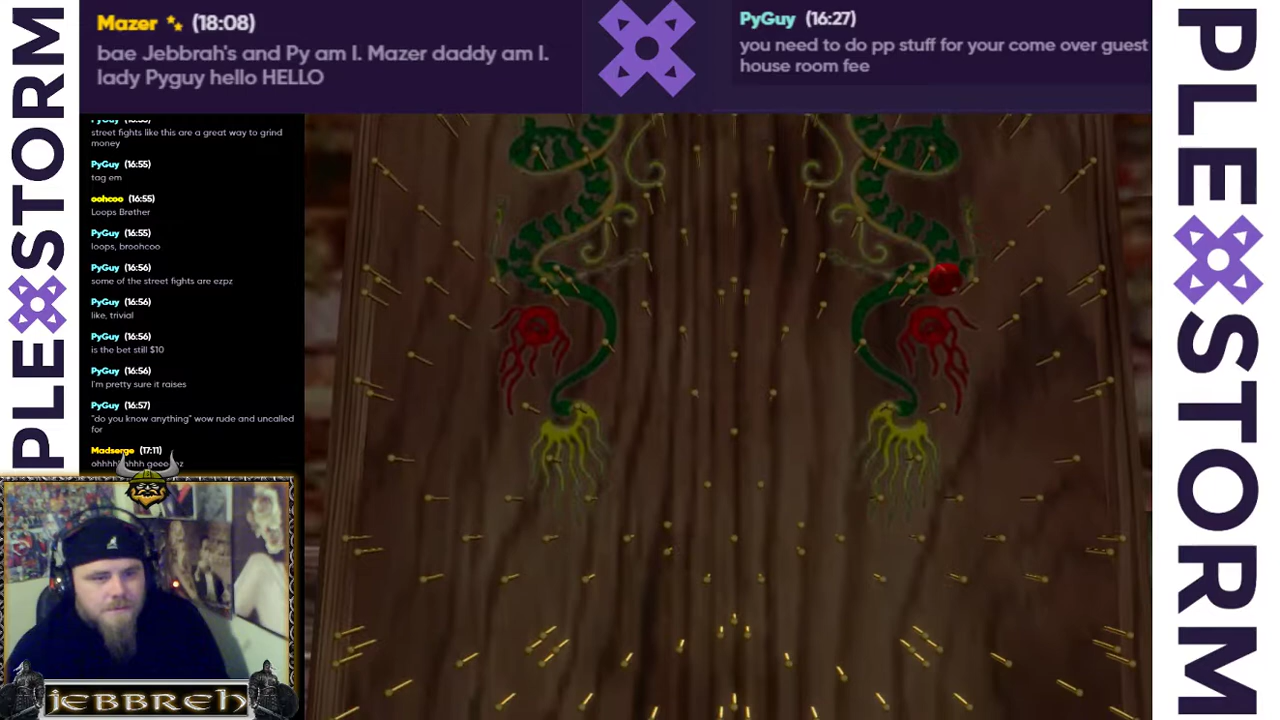 PLEXSTORM
Mazer (18:08)
bae Jebbrah's and Py am I. Mazer daddy am I.
lady Pyguy hello HELLO
PyGuy (16:27)
you need to do pp stuff for your come over guest
house room fee
PyGuy
street fights like this are a great way to grind
money
PyGuy (16:55)
tag em
oohcoo (16:55)
Loops Brøther
PyGuy (16:55)
loops, broohcoo
PyGuy (16:56)
some of the street fights are ezpz
PyGuy (16:56)
like, trivial
PyGuy (16:56)
is the bet still $10
PyGuy (16:56)
I'm pretty sure it raises
PyGuy (16:57)
"do you know anything" wow rude and uncalled
for
Madserge (17:11)
JEBBREH
PLEXSTORM